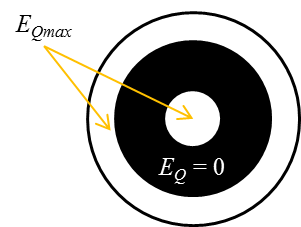 E_Qmax
E_Q = 0